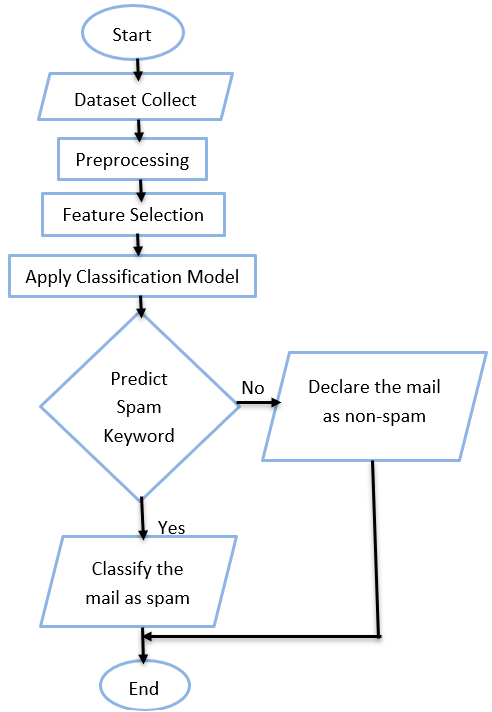 Start
Dataset Collect
Preprocessing
Feature Selection
Apply Classification Model
Predict
Spam
Keyword
No
Declare the mail
as non-spam
Yes
Classify the
mail as spam
End